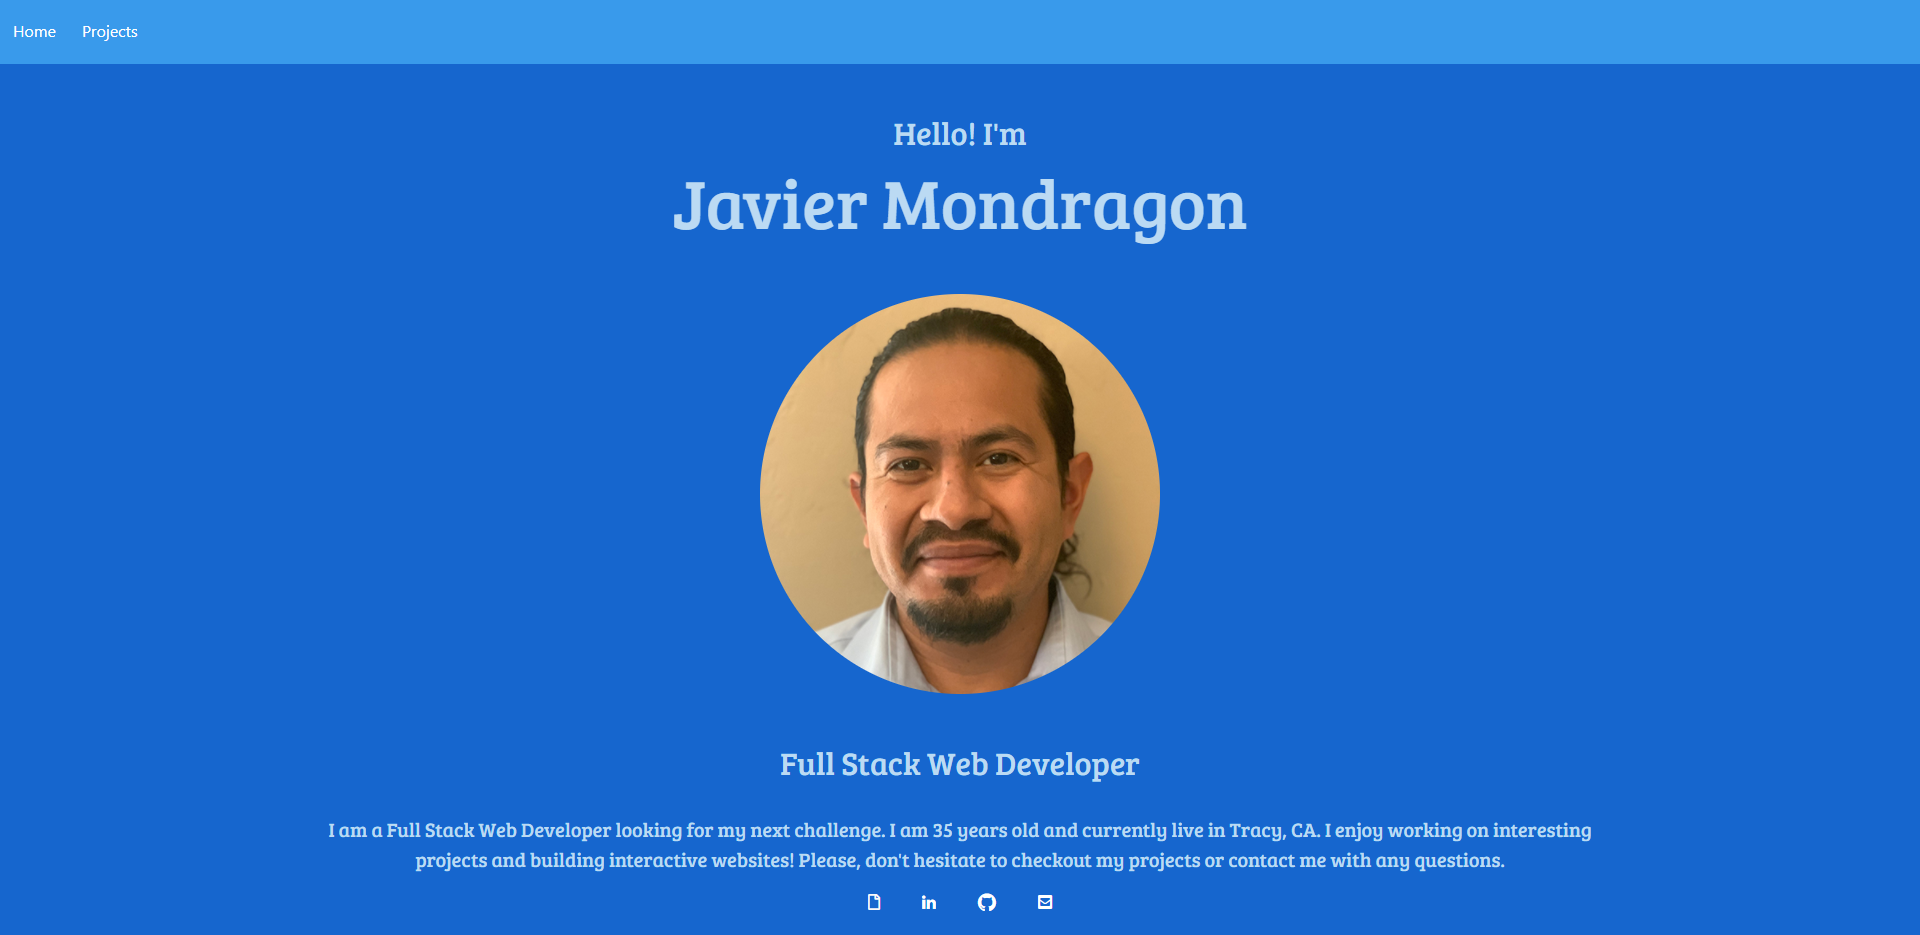 Home Projects
Hello! I'm
Javier Mondragon
Full Stack Web Developer
I am a Full Stack Web Developer looking for my next challenge. I am 35 years old and currently live in Tracy, CA. I enjoy working on interesting
projects and building interactive websites! Please, don't hesitate to checkout my projects or contact me with any questions.
in